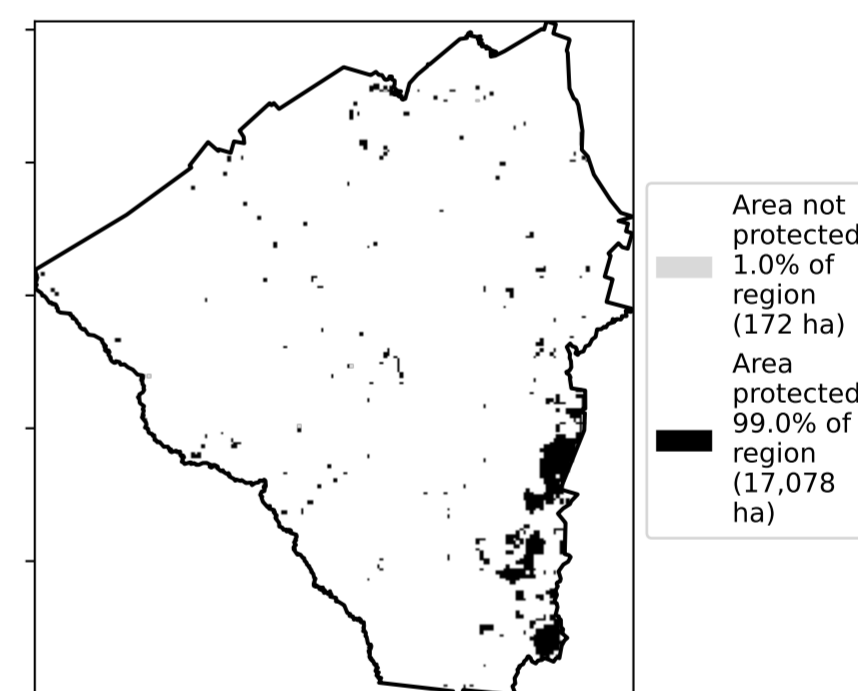 Area not
protected
1.0% of
region
(172 ha)
Area
protected
99.0% of
region
(17,078
ha)